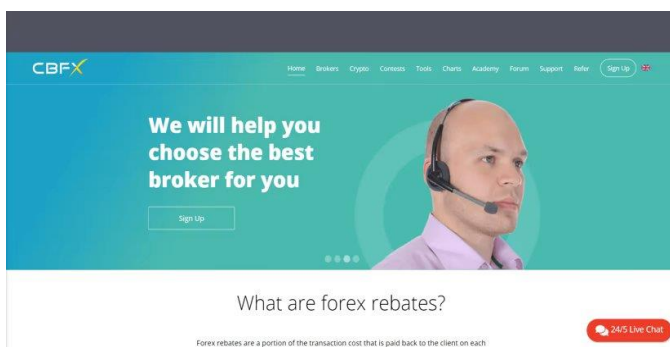 CBFX
Home Brokers Crypto Contests Tools Charts Academy Forum Support Refer Sign Up
We will help you
choose the best
broker for you
Sign Up
What are forex rebates?
Forex rebates are a portion of the transaction cost that is paid back to the client on each
24/5 Live Chat